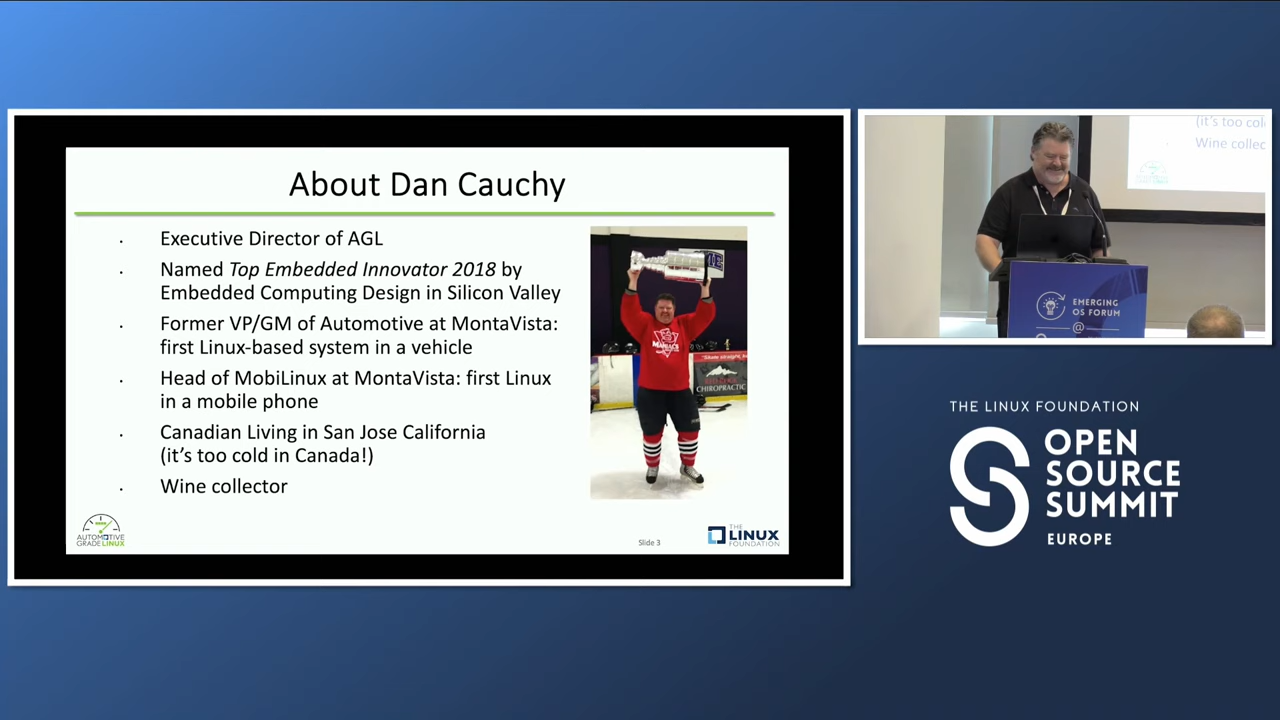 About Dan Cauchy
Executive Director of AGL
Named Top Embedded Innovator 2018 by
Embedded Computing Design in Silicon Valley
Former VP/GM of Automotive at MontaVista:
first Linux-based system in a vehicle
Head of MobiLinux at MontaVista: first Linux
in a mobile phone
Canadian Living in San Jose California
(it's too cold in Canada!)
Wine collector
MANIACS
CHIROPRACTIC
AUTOMOTIVE
GRADELINUX
Slide 3
THE
LINUX
FOUNDATION
(it's too col
Wine collec
EMERGING
OS FORUM
@
THE LINUX FOUNDATION
OPEN
SOURCE
SUMMIT
EUROPE